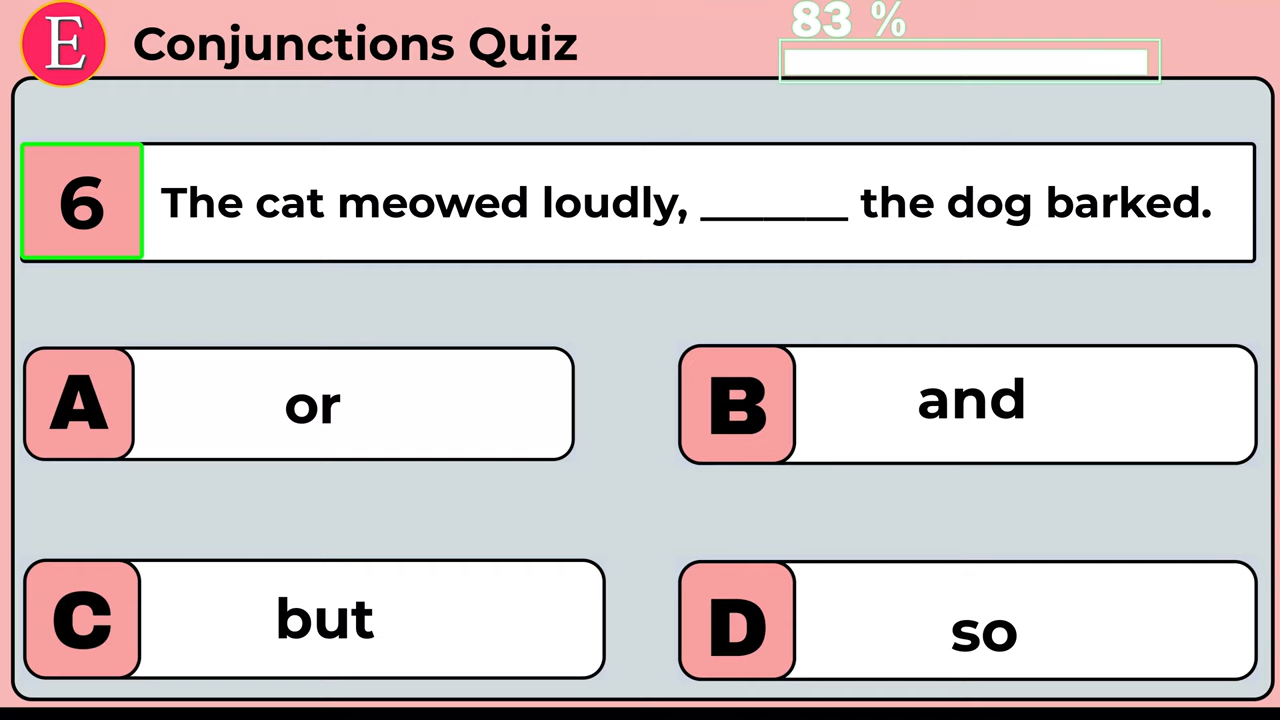 E Conjunctions Quiz
83 %
6 The cat meowed loudly, _______ the dog barked.
A or
B and
C but
D so